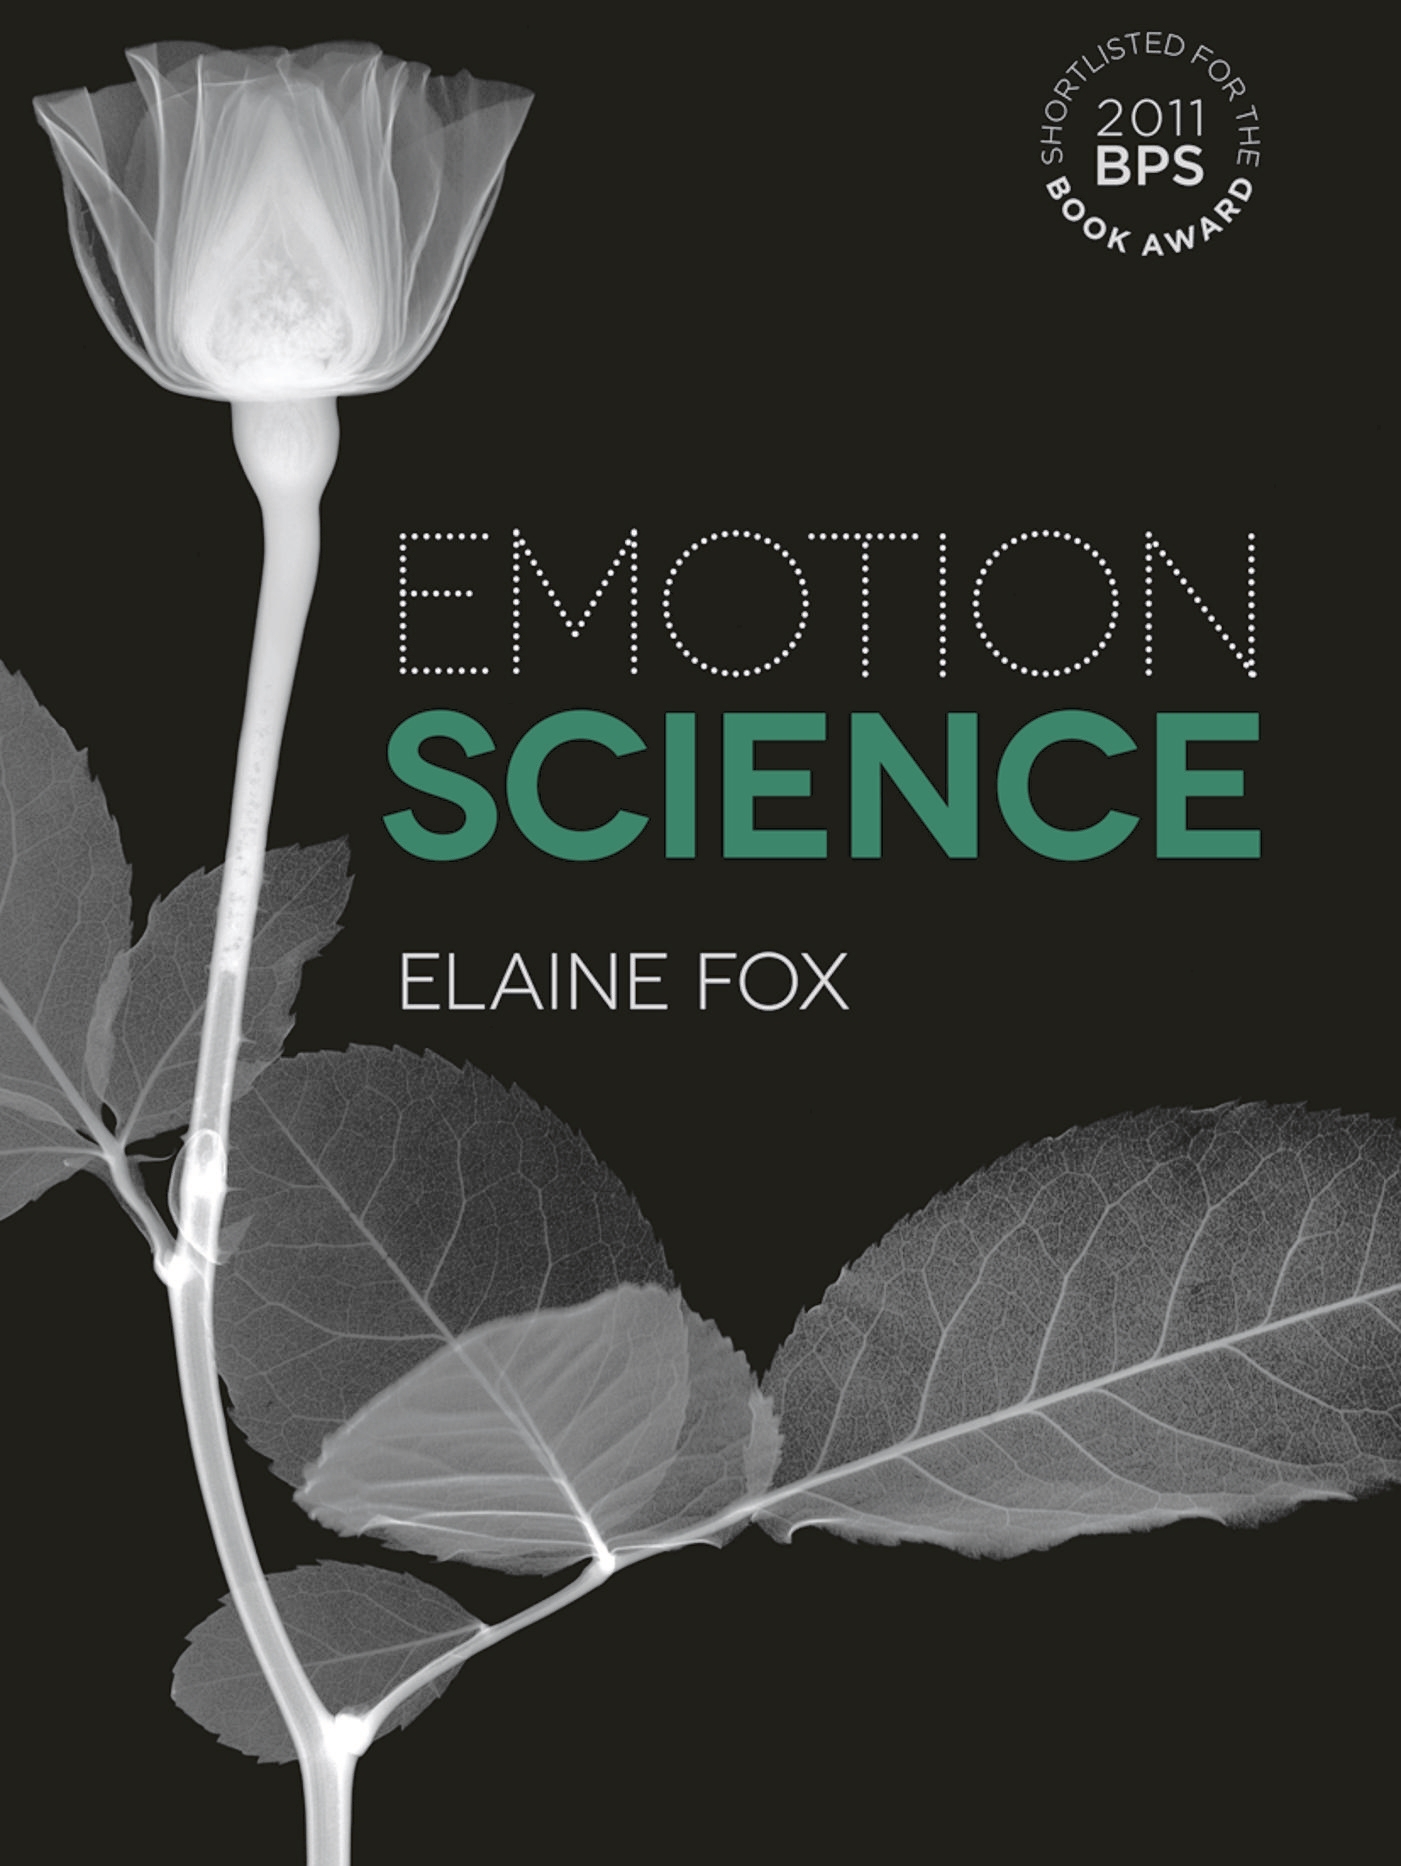 SHORTLISTED FOR THE
2011
BPS
BOOK AWARD
EMOTION
SCIENCE
ELAINE FOX